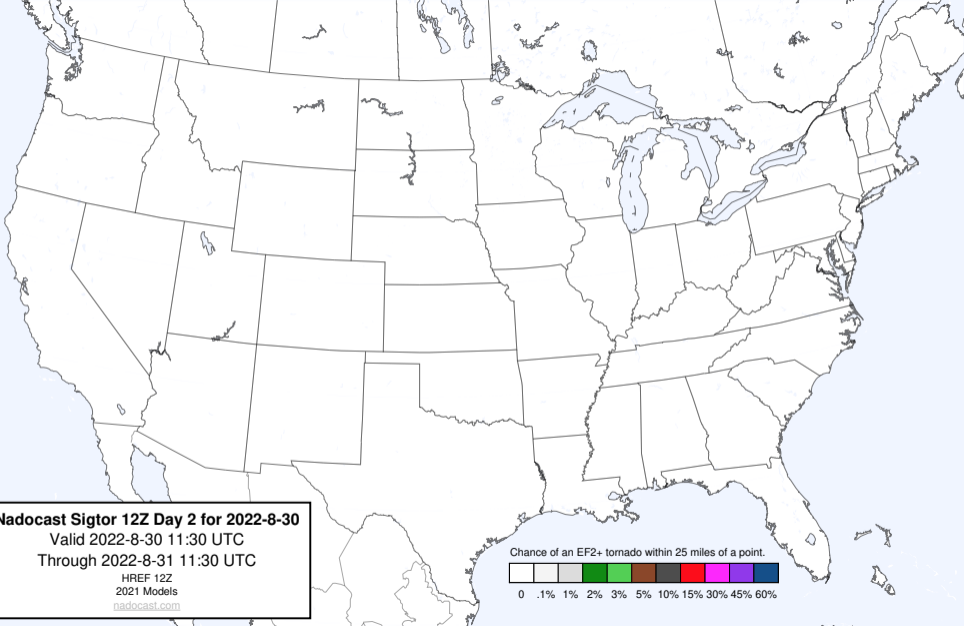 Nadocast Sigtor 12Z Day 2 for 2022-8-30
Valid 2022-8-30 11:30 UTC
Through 2022-8-31 11:30 UTC
HREF 12Z
2021 Models
nadocast.com
Chance of an EF2+ tornado within 25 miles of a point.
0 .1% 1% 2% 3% 5% 10% 15% 30% 45% 60%